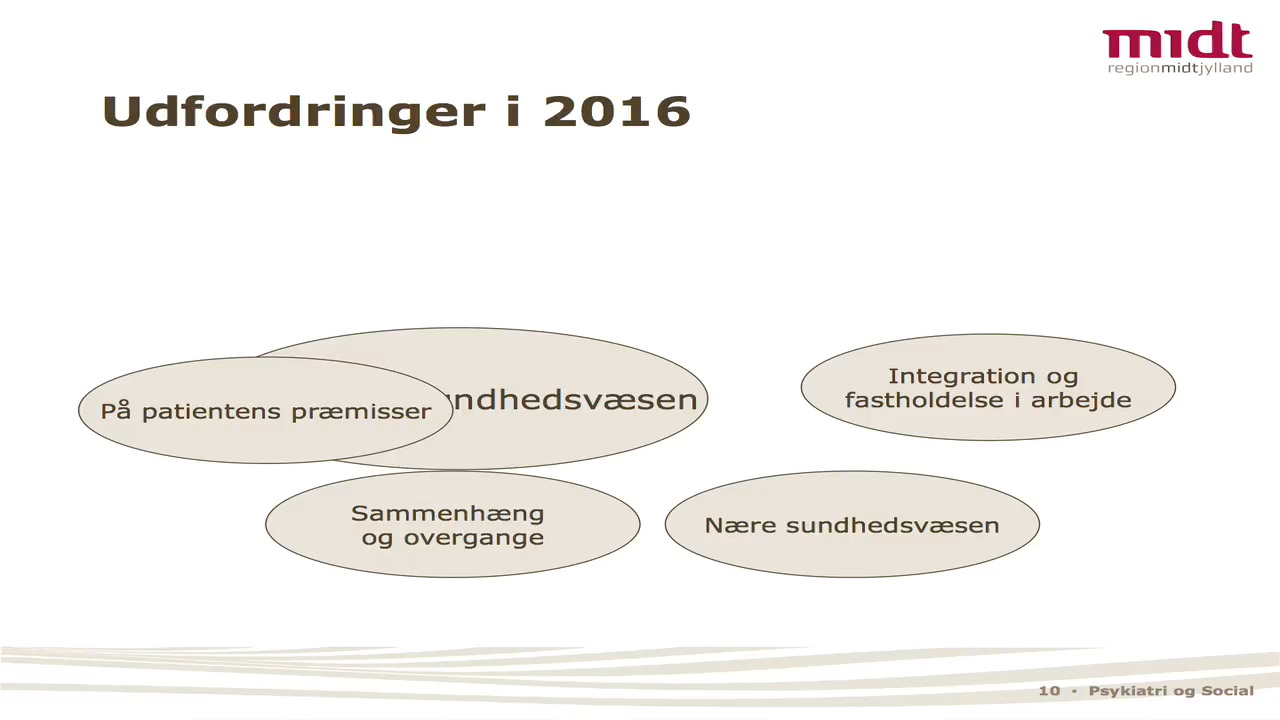 midt
regionmidtjylland
Udfordringer i 2016
Integration og
fastholdelse i arbejde
På patientens præmisser
Sammenhæng
og overgange
Nære sundhedsvæsen
10 · Psykiatri og Social